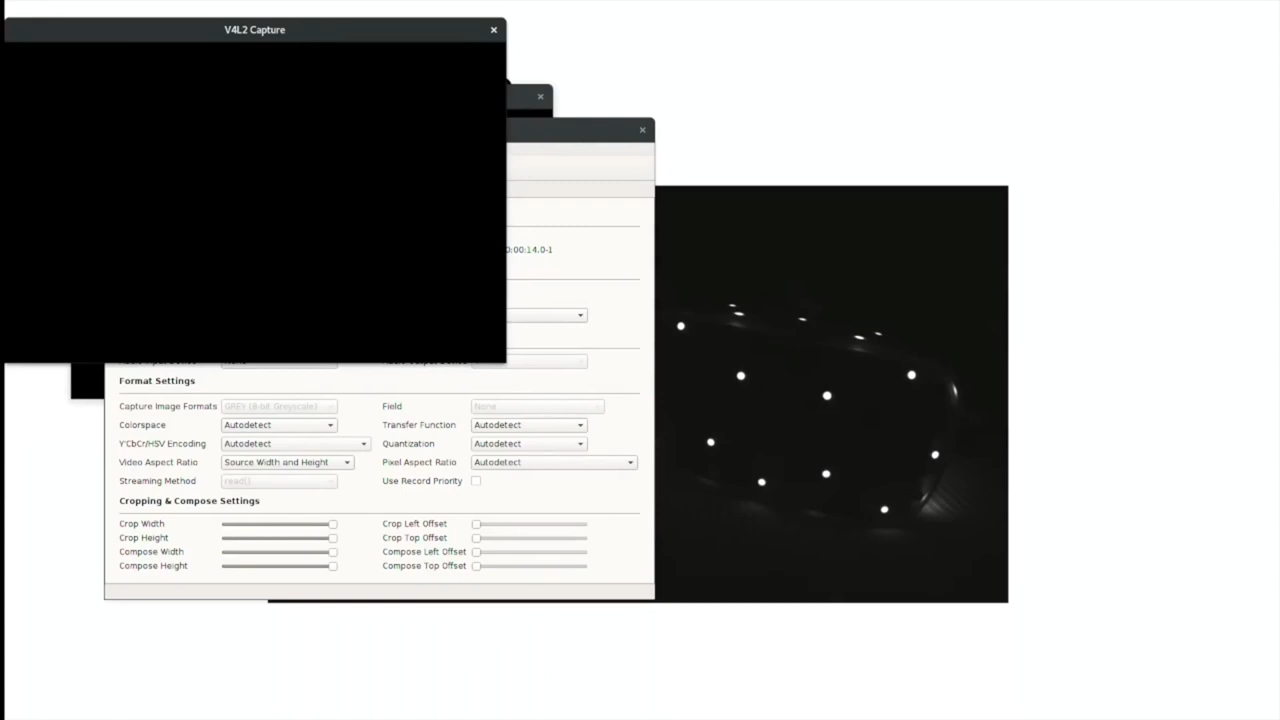 V4L2 Capture
0:00:14.0-1
Format Settings
Capture Image Formats GREY (8-bit Greyscale) Field None
Colorspace Autodetect Transfer Function Autodetect
Y'CbCr/HSV Encoding Autodetect Quantization Autodetect
Video Aspect Ratio Source Width and Height Pixel Aspect Ratio Autodetect
Streaming Method read() Use Record Priority
Cropping & Compose Settings
Crop Width Crop Left Offset
Crop Height Crop Top Offset
Compose Width Compose Left Offset
Compose Height Compose Top Offset